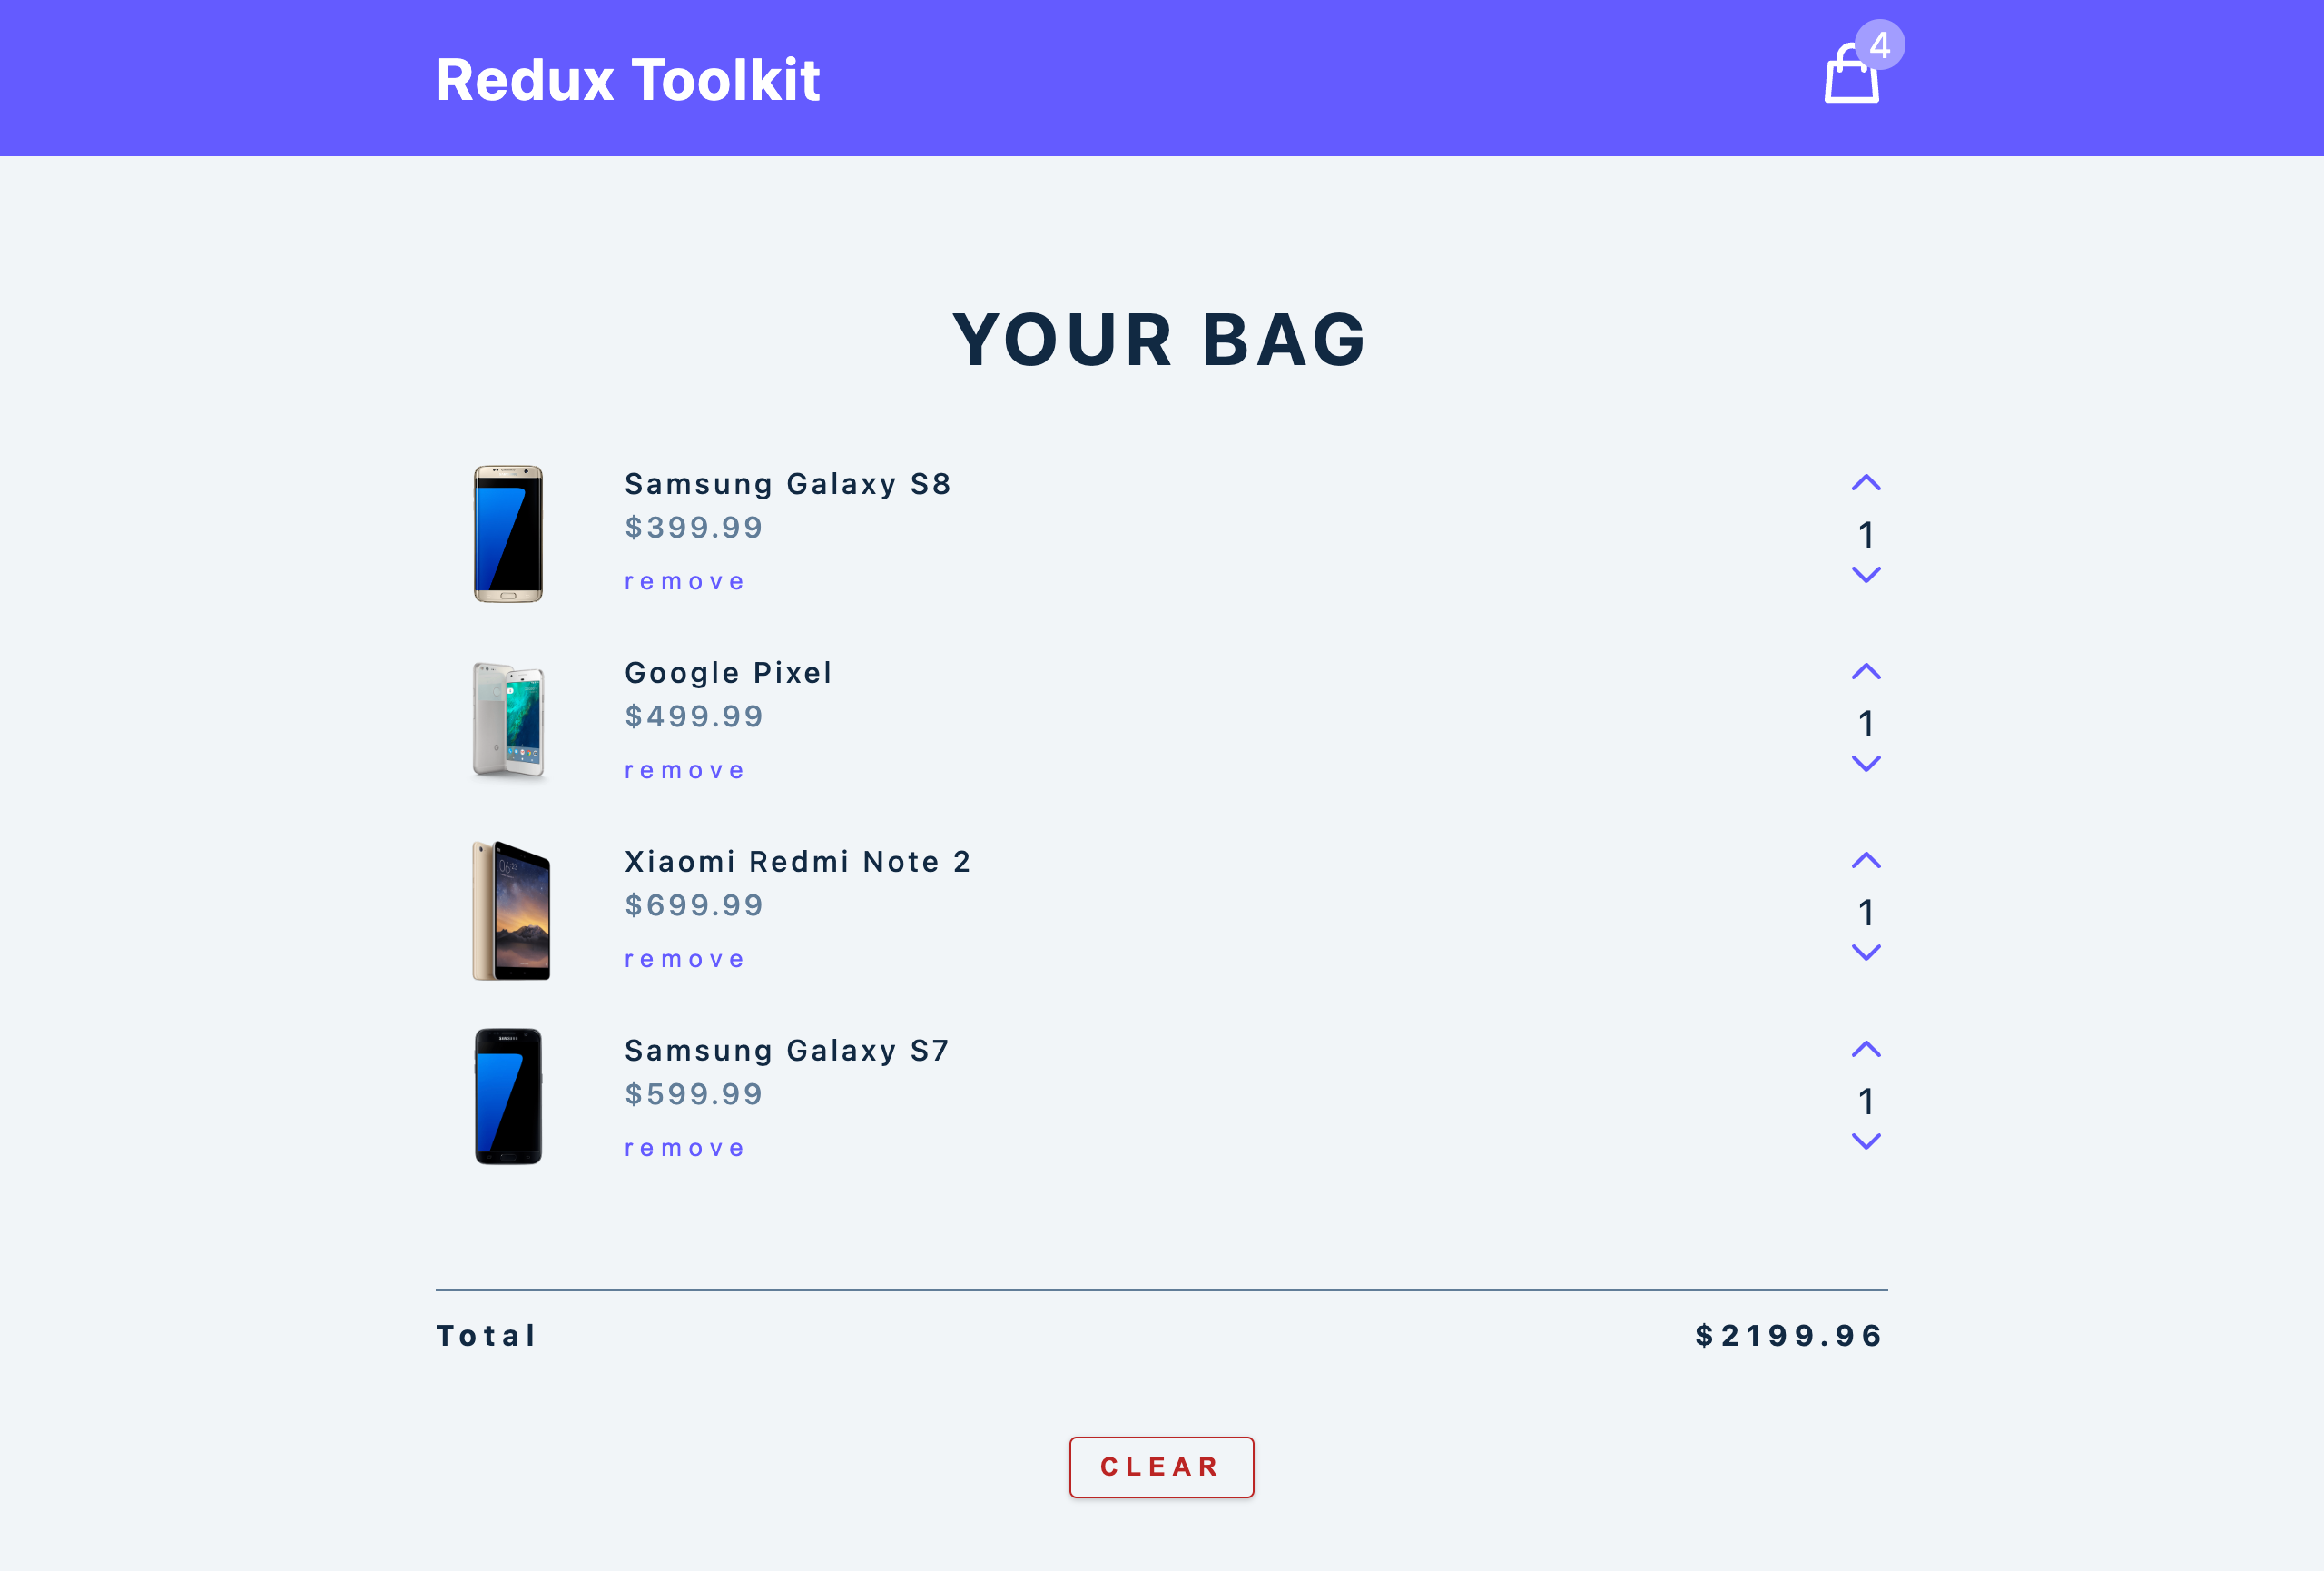 Redux Toolkit
4
YOUR BAG
Samsung Galaxy S8
$399.99
remove
1
Google Pixel
$499.99
remove
1
Xiaomi Redmi Note 2
$699.99
remove
1
Samsung Galaxy S7
$599.99
remove
1
Total
$2199.96
CLEAR